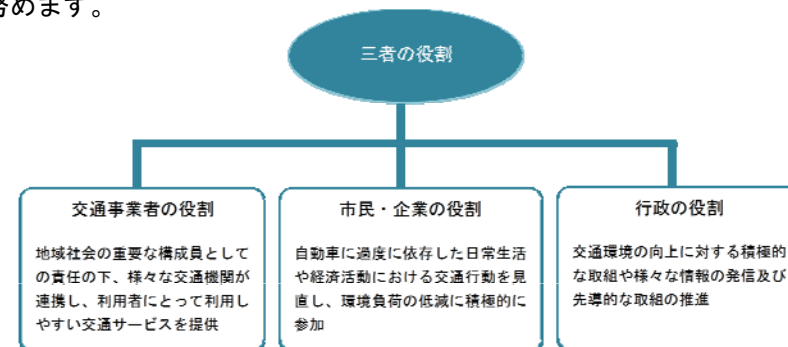 努めます。
三者の役割
交通事業者の役割
地域社会の重要な構成員として
の責任の下、様々な交通機関が
連携し、利用者にとって利用し
やすい交通サービスを提供
市民・企業の役割
自動車に過度に依存した日常生活
や経済活動における交通行動を見
直し、環境負荷の低減に積極的に
参加
行政の役割
交通環境の向上に対する積極的
な取組や様々な情報の発信及び
先導的な取組の推進